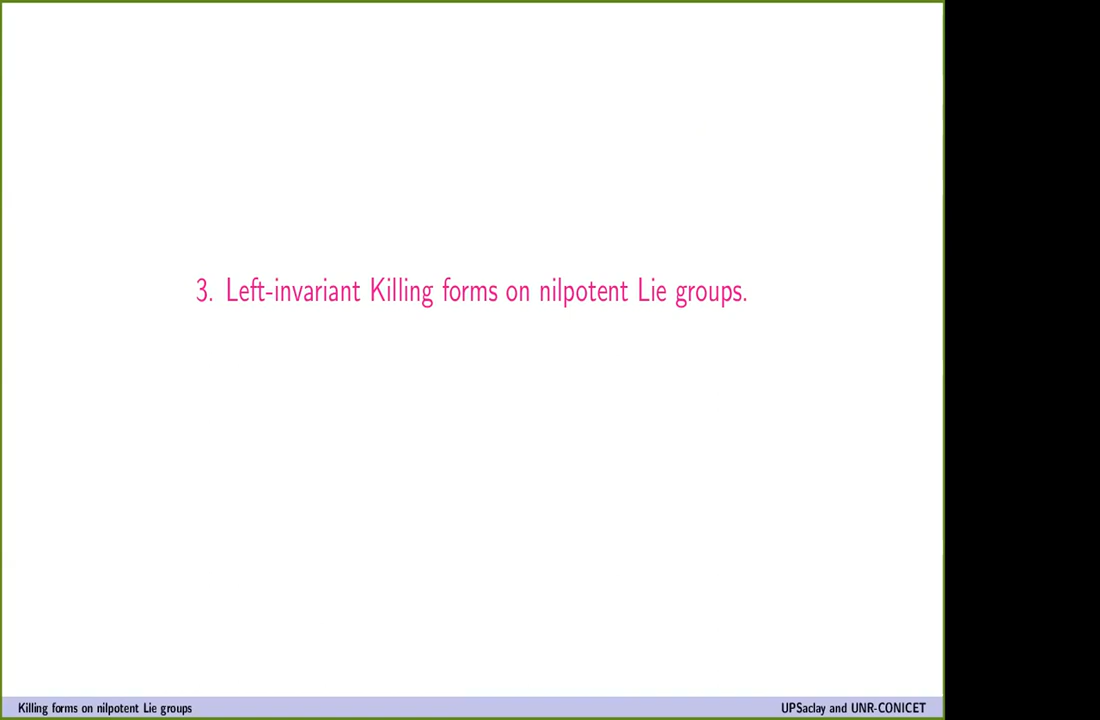 3. Left-invariant Killing forms on nilpotent Lie groups.
Killing forms on nilpotent Lie groups
UPSaclay and UNR-CONICET